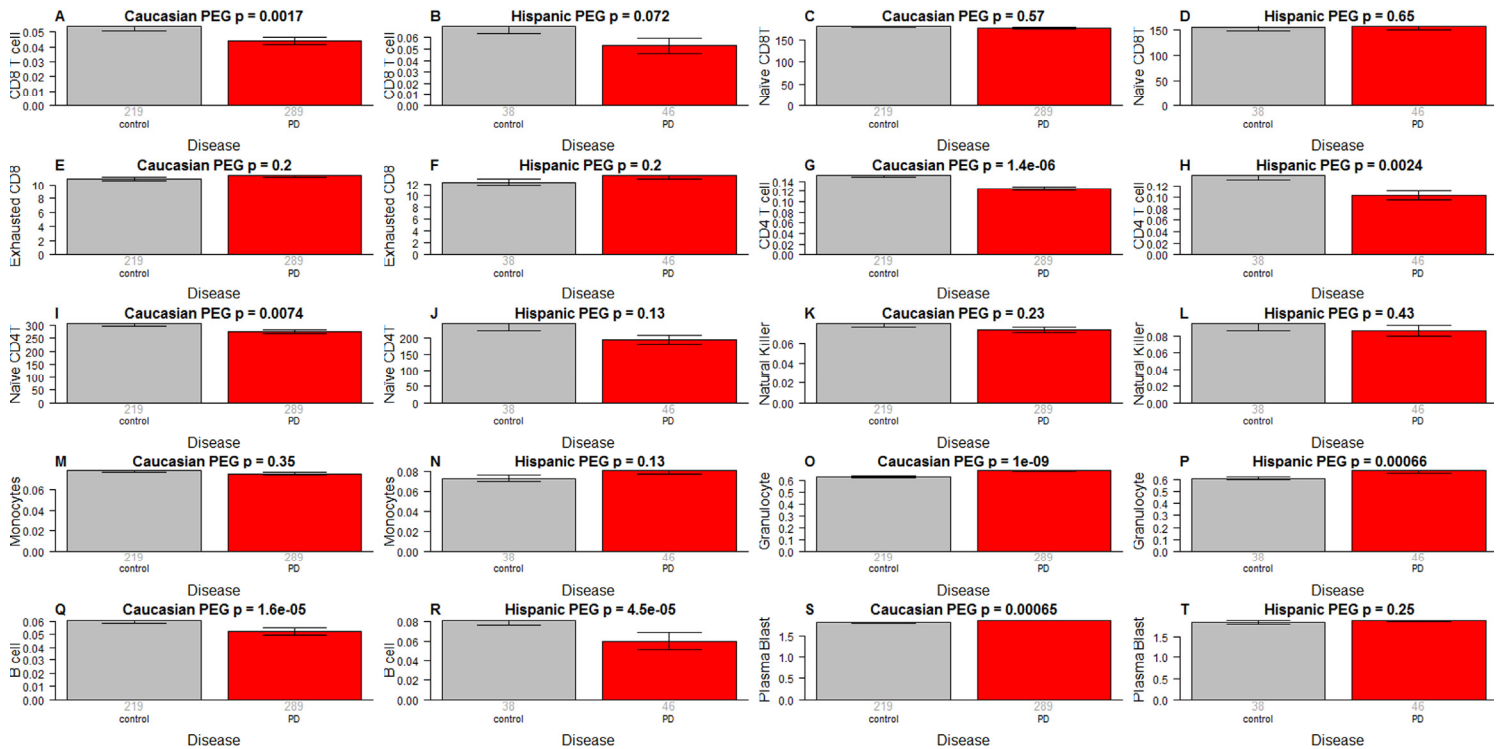 A Caucasian PEG p = 0.0017
CD8 T cell
0.05
0.04
0.03
0.02
0.01
0.00
219 289
control PD
Disease
B Hispanic PEG p = 0.072
CD8 T cell
0.06
0.05
0.04
0.03
0.02
0.01
0.00
38 46
control PD
Disease
C Caucasian PEG p = 0.57
Naïve CD8T
150
100
50
0
219 289
control PD
Disease
D Hispanic PEG p = 0.65
Naïve CD8T
150
100
50
0
38 46
control PD
Disease
E Caucasian PEG p = 0.2
Exhausted CD8
10
8
6
4
2
0
219 289
control PD
Disease
F Hispanic PEG p = 0.2
Exhausted CD8
12
10
8
6
4
2
0
38 46
control PD
Disease
G Caucasian PEG p = 1.4e-06
CD4 T cell
0.14
0.12
0.10
0.08
0.06
0.04
0.02
0.00
219 289
control PD
Disease
H Hispanic PEG p = 0.0024
CD4 T cell
0.12
0.10
0.08
0.06
0.04
0.02
0.00
38 46
control PD
Disease
I Caucasian PEG p = 0.0074
Naïve CD4T
300
250
200
150
100
50
0
219 289
control PD
Disease
J Hispanic PEG p = 0.13
Naïve CD4T
200
150
100
50
0
38 46
control PD
Disease
K Caucasian PEG p = 0.23
Natural Killer
0.06
0.04
0.02
0.00
219 289
control PD
Disease
L Hispanic PEG p = 0.43
Natural Killer
0.08
0.06
0.04
0.02
0.00
38 46
control PD
Disease
M Caucasian PEG p = 0.35
Monocytes
0.06
0.04
0.02
0.00
219 289
control PD
Disease
N Hispanic PEG p = 0.13
Monocytes
0.08
0.06
0.04
0.02
0.00
38 46
control PD
Disease
O Caucasian PEG p = 1e-09
Granulocyte
0.6
0.5
0.4
0.3
0.2
0.1
0.0
219 289
control PD
Disease
P Hispanic PEG p = 0.00066
Granulocyte
0.6
0.5
0.4
0.3
0.2
0.1
0.0
38 46
control PD
Disease
Q Caucasian PEG p = 1.6e-05
B cell
0.06
0.05
0.04
0.03
0.02
0.01
0.00
219 289
control PD
Disease
R Hispanic PEG p = 4.5e-05
B cell
0.08
0.06
0.04
0.02
0.00
38 46
control PD
Disease
S Caucasian PEG p = 0.00065
Plasma Blast
1.5
1.0
0.5
0.0
219 289
control PD
Disease
T Hispanic PEG p = 0.25
Plasma Blast
1.5
1.0
0.5
0.0
38 46
control PD
Disease